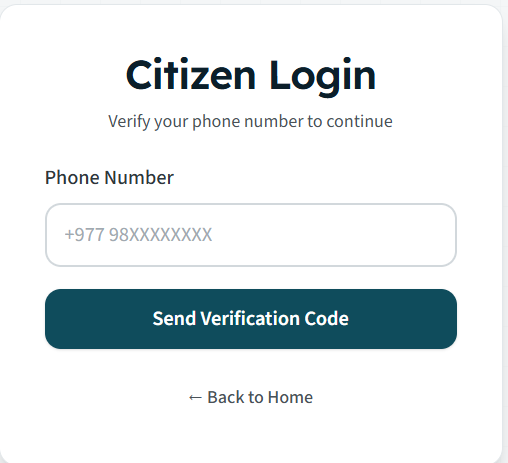 Citizen Login
Verify your phone number to continue
Phone Number
+977 98XXXXXXXX
Send Verification Code
← Back to Home